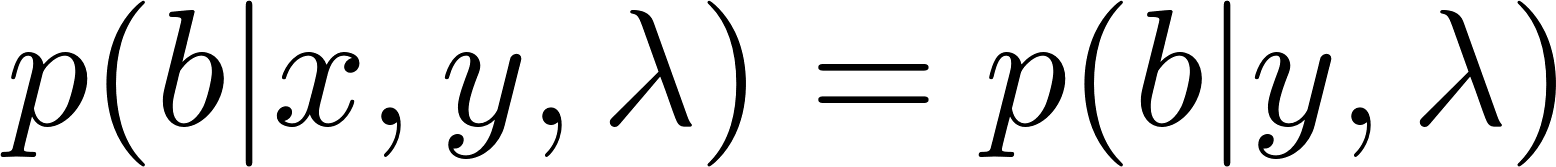 p(b|x, y, λ) = p(b|y, λ)